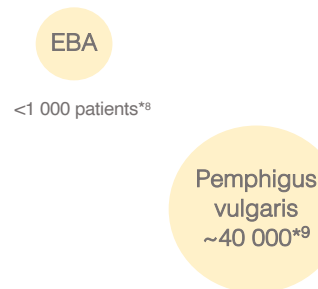 EBA
<1 000 patients*8
Pemphigus
vulgaris
~40 000*9